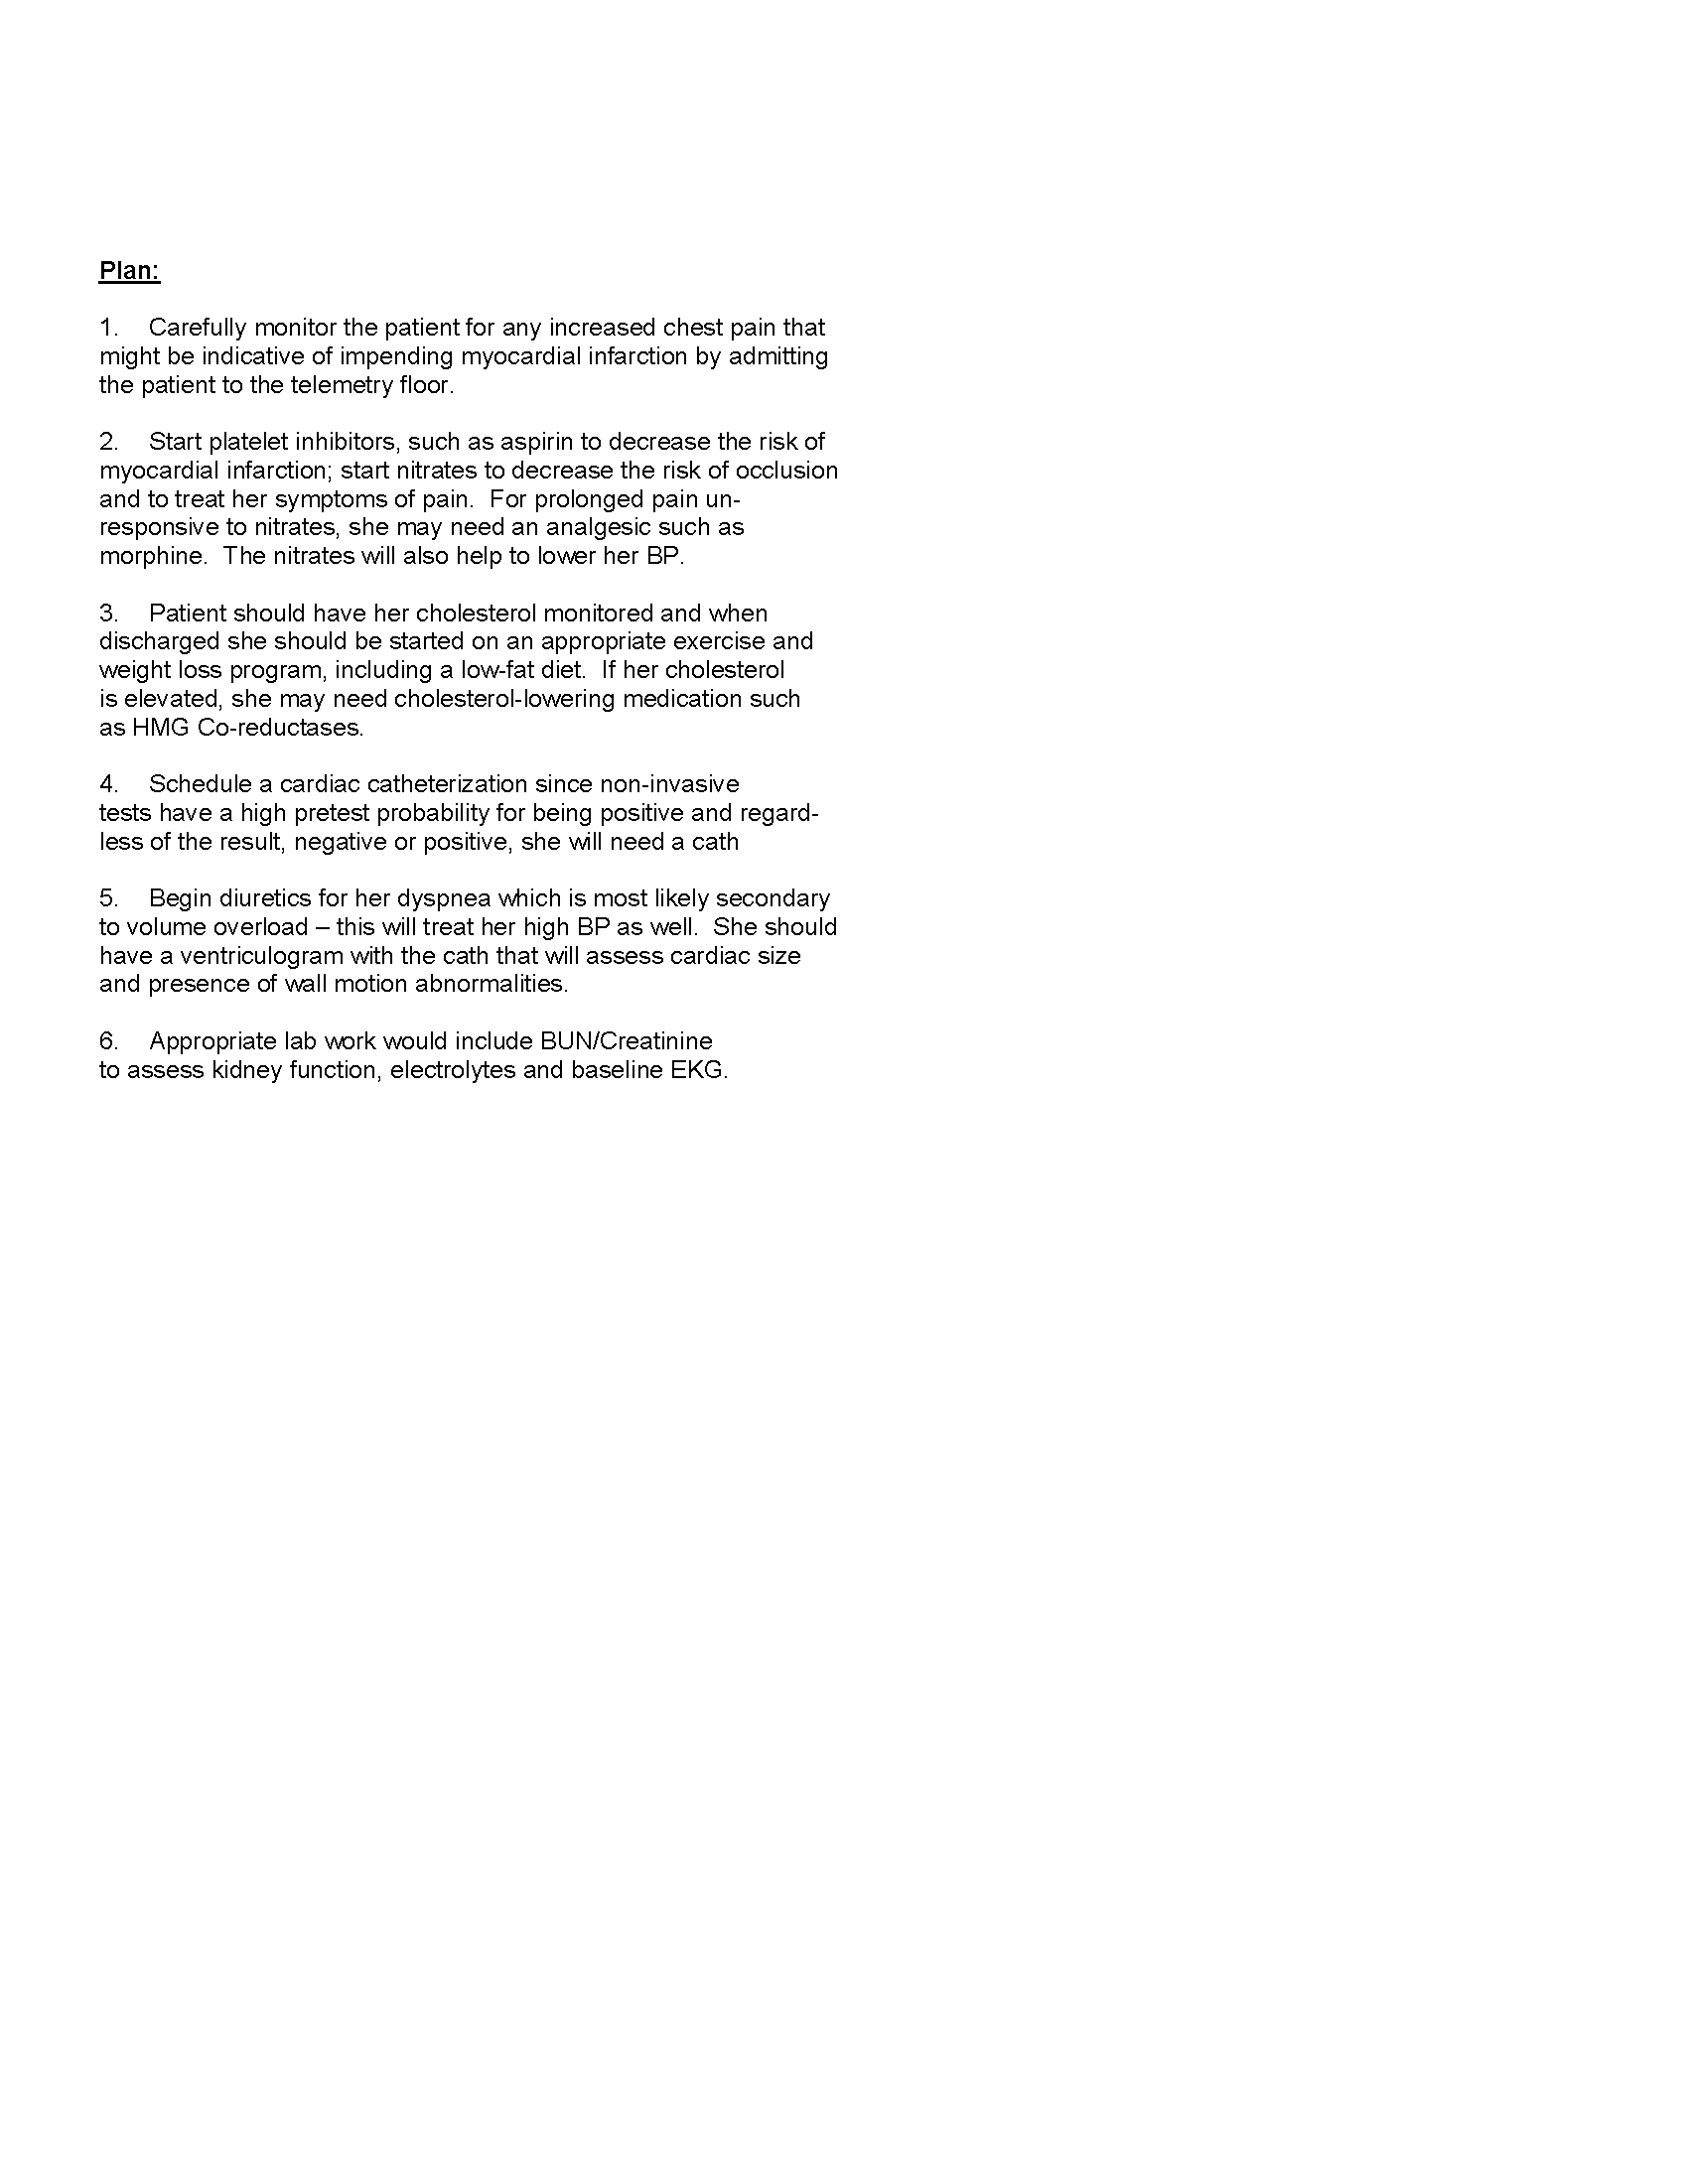 Plan:
1. Carefully monitor the patient for any increased chest pain that
might be indicative of impending myocardial infarction by admitting
the patient to the telemetry floor.
2. Start platelet inhibitors, such as aspirin to decrease the risk of
myocardial infarction; start nitrates to decrease the risk of occlusion
and to treat her symptoms of pain. For prolonged pain un-
responsive to nitrates, she may need an analgesic such as
morphine. The nitrates will also help to lower her BP.
3. Patient should have her cholesterol monitored and when
discharged she should be started on an appropriate exercise and
weight loss program, including a low-fat diet. If her cholesterol
is elevated, she may need cholesterol-lowering medication such
as HMG Co-reductases.
4. Schedule a cardiac catheterization since non-invasive
tests have a high pretest probability for being positive and regard-
less of the result, negative or positive, she will need a cath
5. Begin diuretics for her dyspnea which is most likely secondary
to volume overload – this will treat her high BP as well. She should
have a ventriculogram with the cath that will assess cardiac size
and presence of wall motion abnormalities.
6. Appropriate lab work would include BUN/Creatinine
to assess kidney function, electrolytes and baseline EKG.